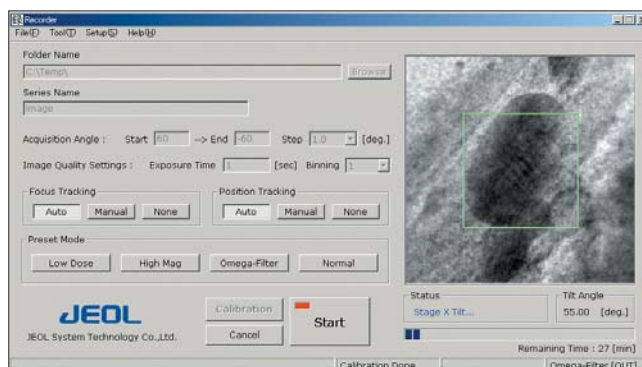 Recorder
File(F) Tool(T) Setup(S) Help(H)
Folder Name
C:\Temp\ Browse
Series Name
image
Acquisition Angle : Start 60 --> End -60 Step 1.0 [deg.]
Image Quality Settings : Exposure Time 1 [sec] Binning 1
Focus Tracking Position Tracking
Auto Manual None Auto Manual None
Preset Mode
Low Dose High Mag Omega-Filter Normal
JEOL
JEOL System Technology Co.,Ltd.
Calibration
Cancel
Start
Status Tilt Angle
Stage X Tilt... 55.00 [deg.]
Remaining Time : 27 [min]
Calibration Done Omega-Filter [OUT]